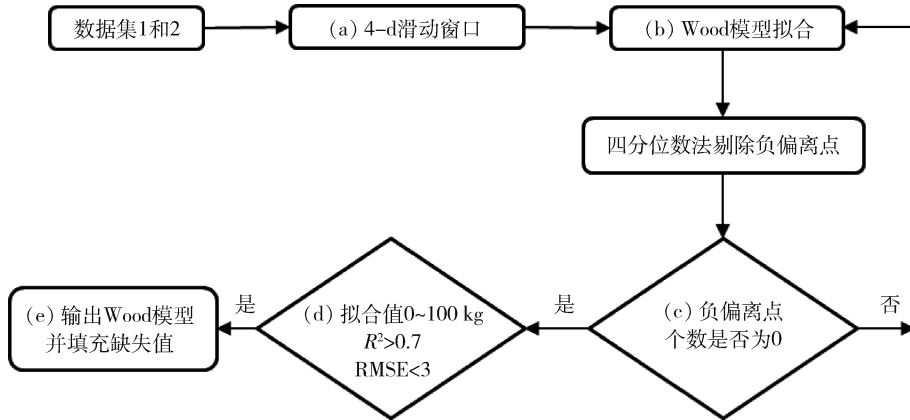 数据集1和2
(a) 4-d滑动窗口
(b) Wood模型拟合
四分位数法剔除负偏离点
(c) 负偏离点
个数是否为0
否
是
(d) 拟合值0~100 kg
R²>0.7
RMSE<3
是
(e) 输出Wood模型
并填充缺失值